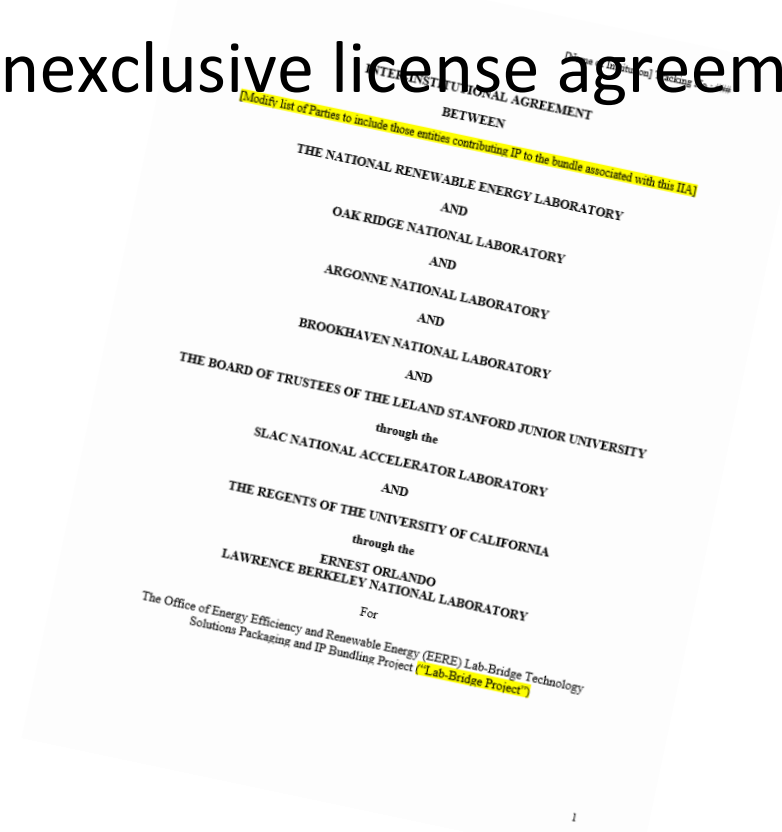 nexclusive license agreem
INTER-INSTITUTIONAL AGREEMENT
BETWEEN
[Modify list of Parties to include those entities contributing IP to the bundle associated with this IIA]
THE NATIONAL RENEWABLE ENERGY LABORATORY
AND
OAK RIDGE NATIONAL LABORATORY
AND
ARGONNE NATIONAL LABORATORY
AND
BROOKHAVEN NATIONAL LABORATORY
AND
THE BOARD OF TRUSTEES OF THE LELAND STANFORD JUNIOR UNIVERSITY
through the
SLAC NATIONAL ACCELERATOR LABORATORY
AND
THE REGENTS OF THE UNIVERSITY OF CALIFORNIA
through the
ERNEST ORLANDO
LAWRENCE BERKELEY NATIONAL LABORATORY
For
The Office of Energy Efficiency and Renewable Energy (EERE) Lab-Bridge Technology
Solutions Packaging and IP Bundling Project (“Lab-Bridge Project”)
1